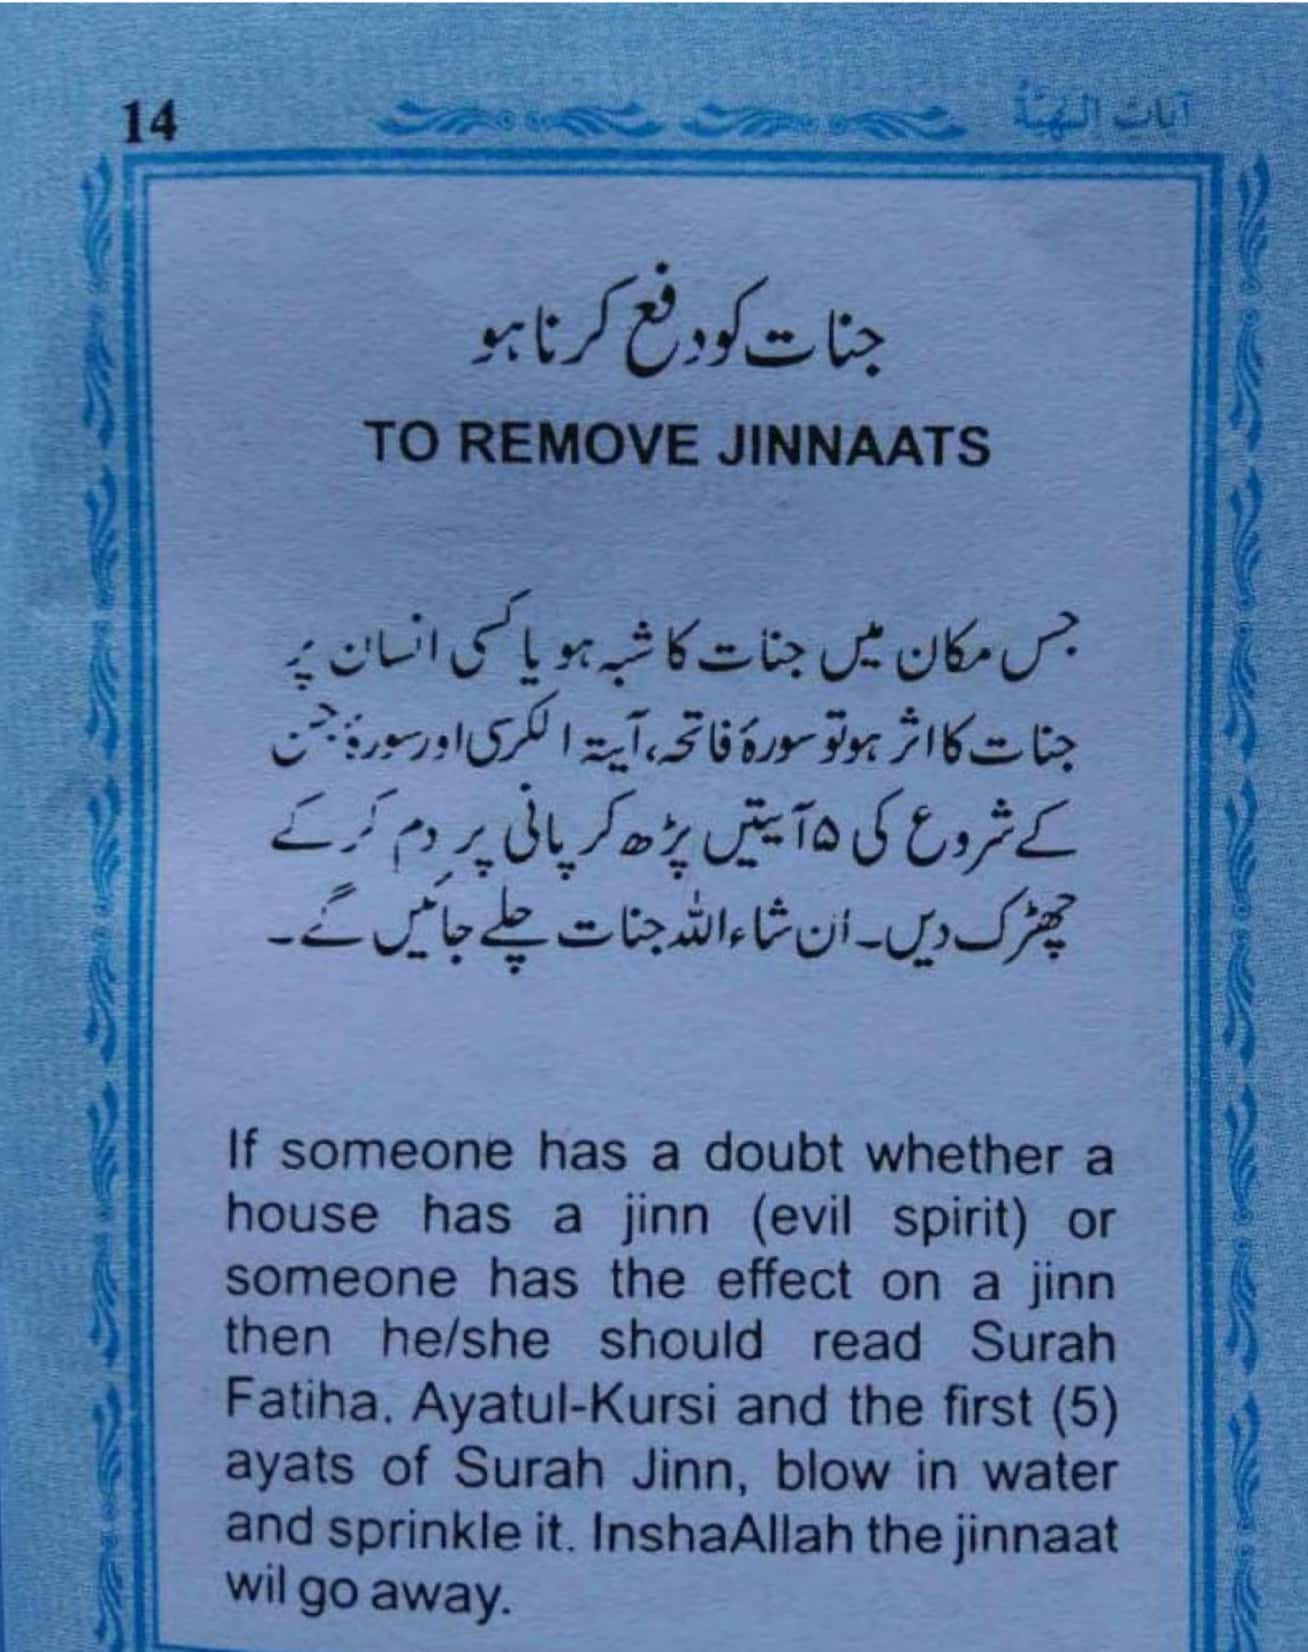 14
آیات الہیّہ
جنات کو دفع کرنا ہو
TO REMOVE JINNAATS
جس مکان میں جنات کا شبہ ہو یا کسی انسان پر
جنات کا اثر ہو تو سورۂ فاتحہ، آیۃ الکرسی اور سورۂ جن
کے شروع کی ۵ آیتیں پڑھ کر پانی پر دم کر کے
چھڑک دیں۔ ان شاء اللہ جنات چلے جائیں گے۔
If someone has a doubt whether a
house has a jinn (evil spirit) or
someone has the effect on a jinn
then he/she should read Surah
Fatiha, Ayatul-Kursi and the first (5)
ayats of Surah Jinn, blow in water
and sprinkle it. InshaAllah the jinnaat
wil go away.